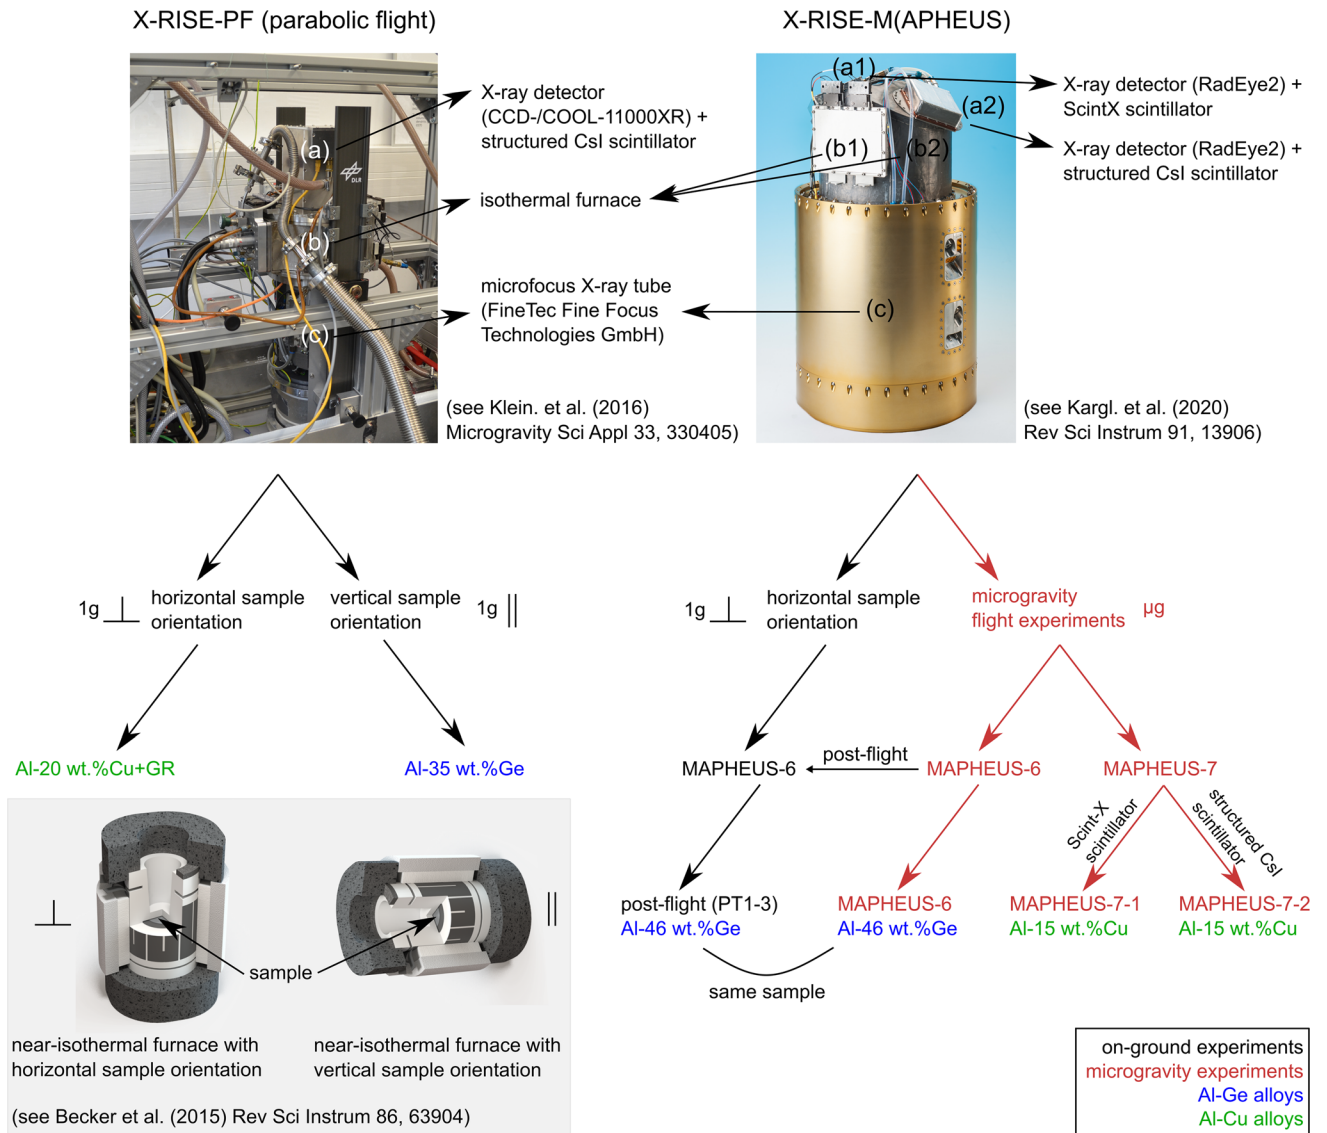 X-RISE-PF (parabolic flight)
X-RISE-M(APHEUS)
(a)
(b)
(c)
DLR
X-ray detector
(CCD-/COOL-11000XR) +
structured CsI scintillator
isothermal furnace
microfocus X-ray tube
(FineTec Fine Focus
Technologies GmbH)
(see Klein. et al. (2016)
Microgravity Sci Appl 33, 330405)
(a1)
(a2)
(b1)
(b2)
(c)
X-ray detector (RadEye2) +
ScintX scintillator
X-ray detector (RadEye2) +
structured CsI scintillator
(see Kargl. et al. (2020)
Rev Sci Instrum 91, 13906)
1g
horizontal sample
orientation
vertical sample
orientation
1g
Al-20 wt.%Cu+GR
Al-35 wt.%Ge
sample
near-isothermal furnace with
horizontal sample orientation
near-isothermal furnace with
vertical sample orientation
(see Becker et al. (2015) Rev Sci Instrum 86, 63904)
1g
horizontal sample
orientation
microgravity
flight experiments
µg
MAPHEUS-6
post-flight
MAPHEUS-6
MAPHEUS-7
Scint-X
scintillator
structured CsI
scintillator
post-flight (PT1-3)
Al-46 wt.%Ge
MAPHEUS-6
Al-46 wt.%Ge
MAPHEUS-7-1
Al-15 wt.%Cu
MAPHEUS-7-2
Al-15 wt.%Cu
same sample
on-ground experiments
microgravity experiments
Al-Ge alloys
Al-Cu alloys